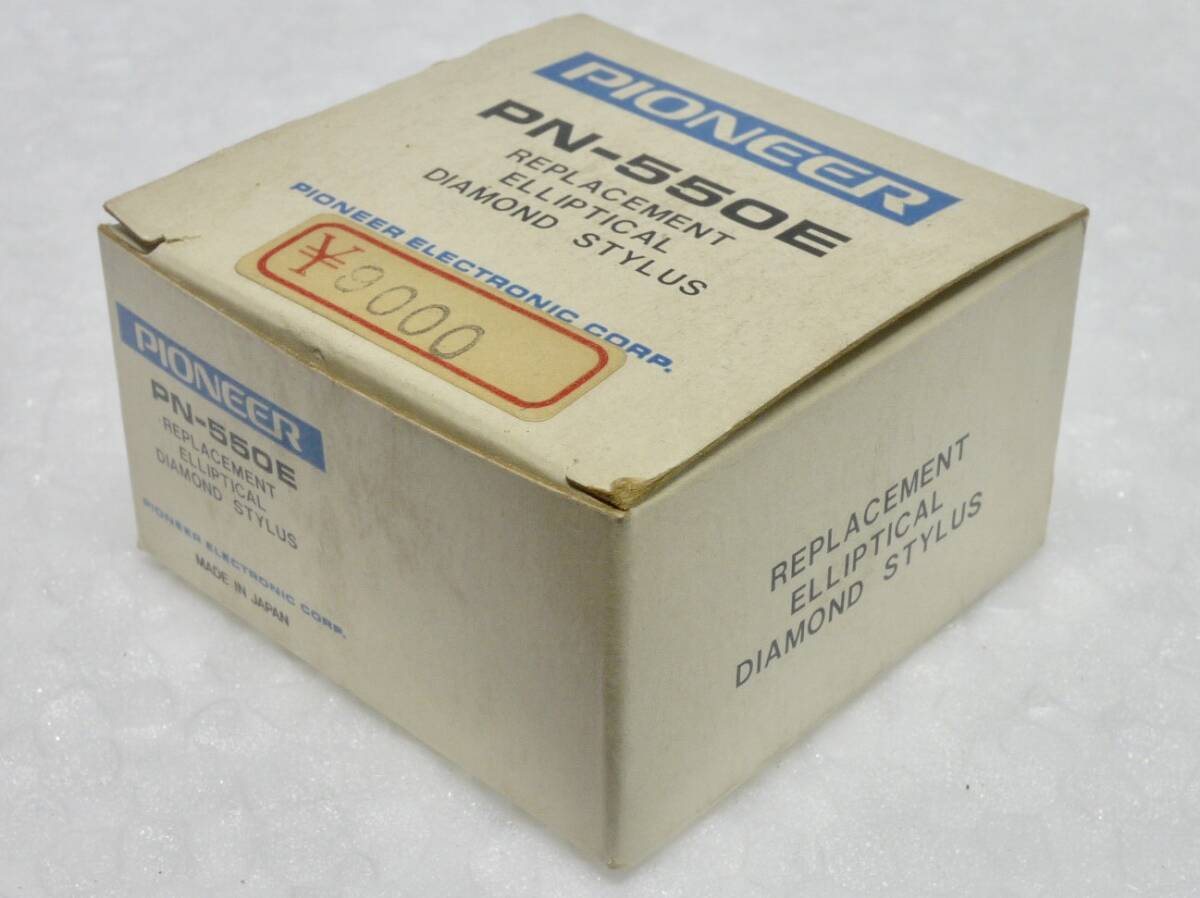 PIONEER
PN-550E
REPLACEMENT
ELLIPTICAL
DIAMOND STYLUS
PIONEER ELECTRONIC CORP.
¥9000
PIONEER
PN-550E
REPLACEMENT
ELLIPTICAL
DIAMOND STYLUS
PIONEER ELECTRONIC CORP.
MADE IN JAPAN
REPLACEMENT
ELLIPTICAL
DIAMOND STYLUS